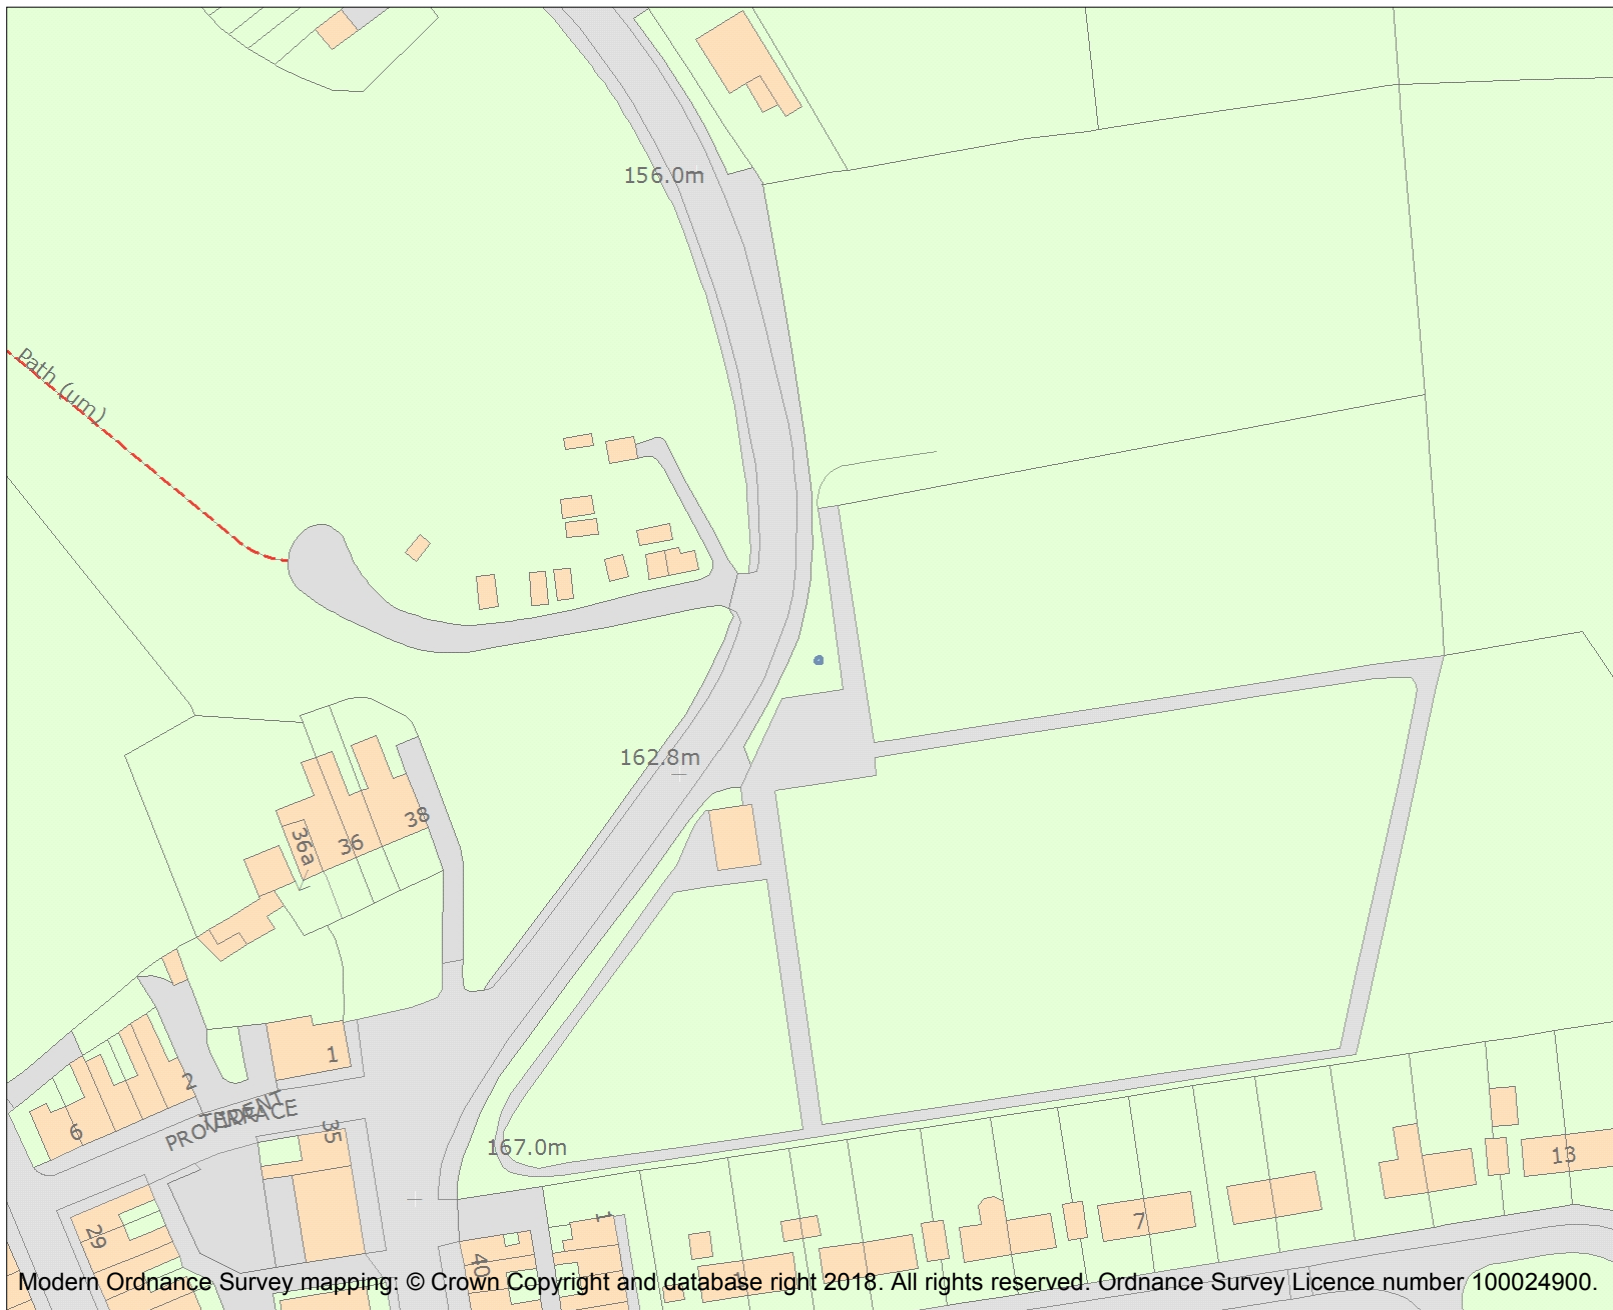 156.0m
Path (um)
162.8m
38
36
36a
1
2
PROVIDENT
TERRACE
6
35
167.0m
29
1
40
7
13
Modern Ordnance Survey mapping: © Crown Copyright and database right 2018. All rights reserved. Ordnance Survey Licence number 100024900.